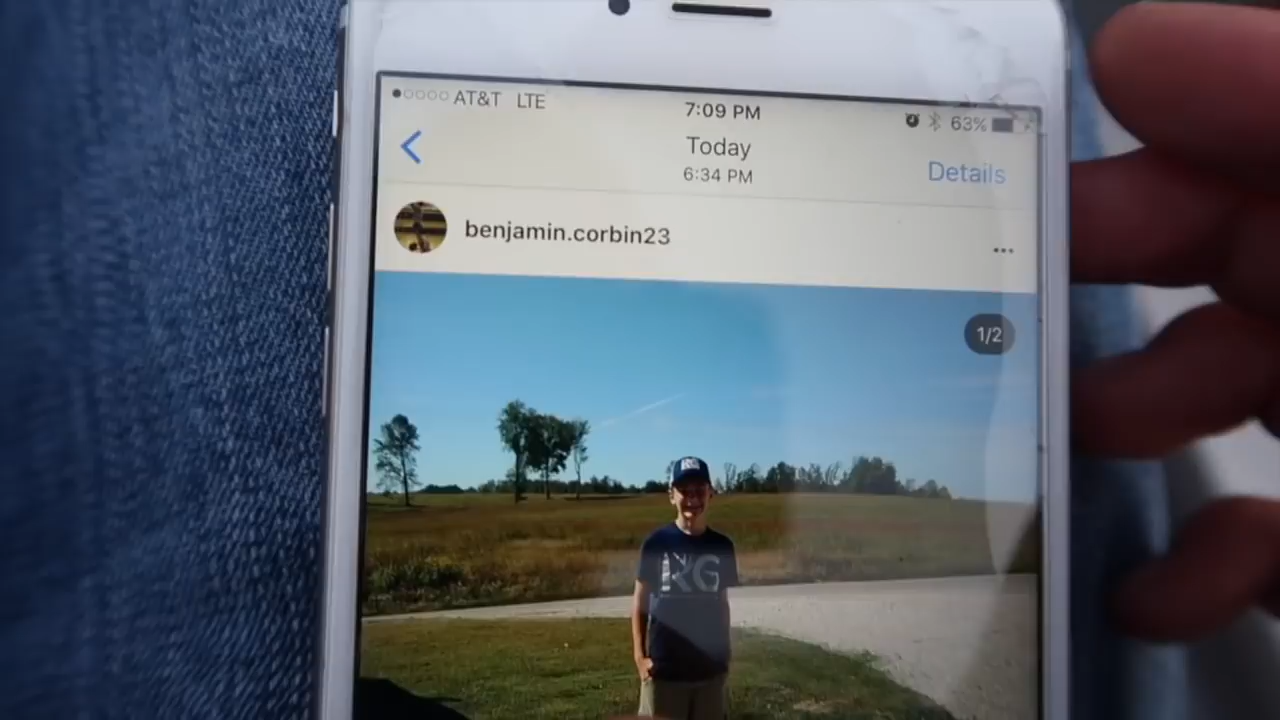 AT&T LTE 7:09 PM 63%
Today
6:34 PM
Details
benjamin.corbin23
1/2
RG